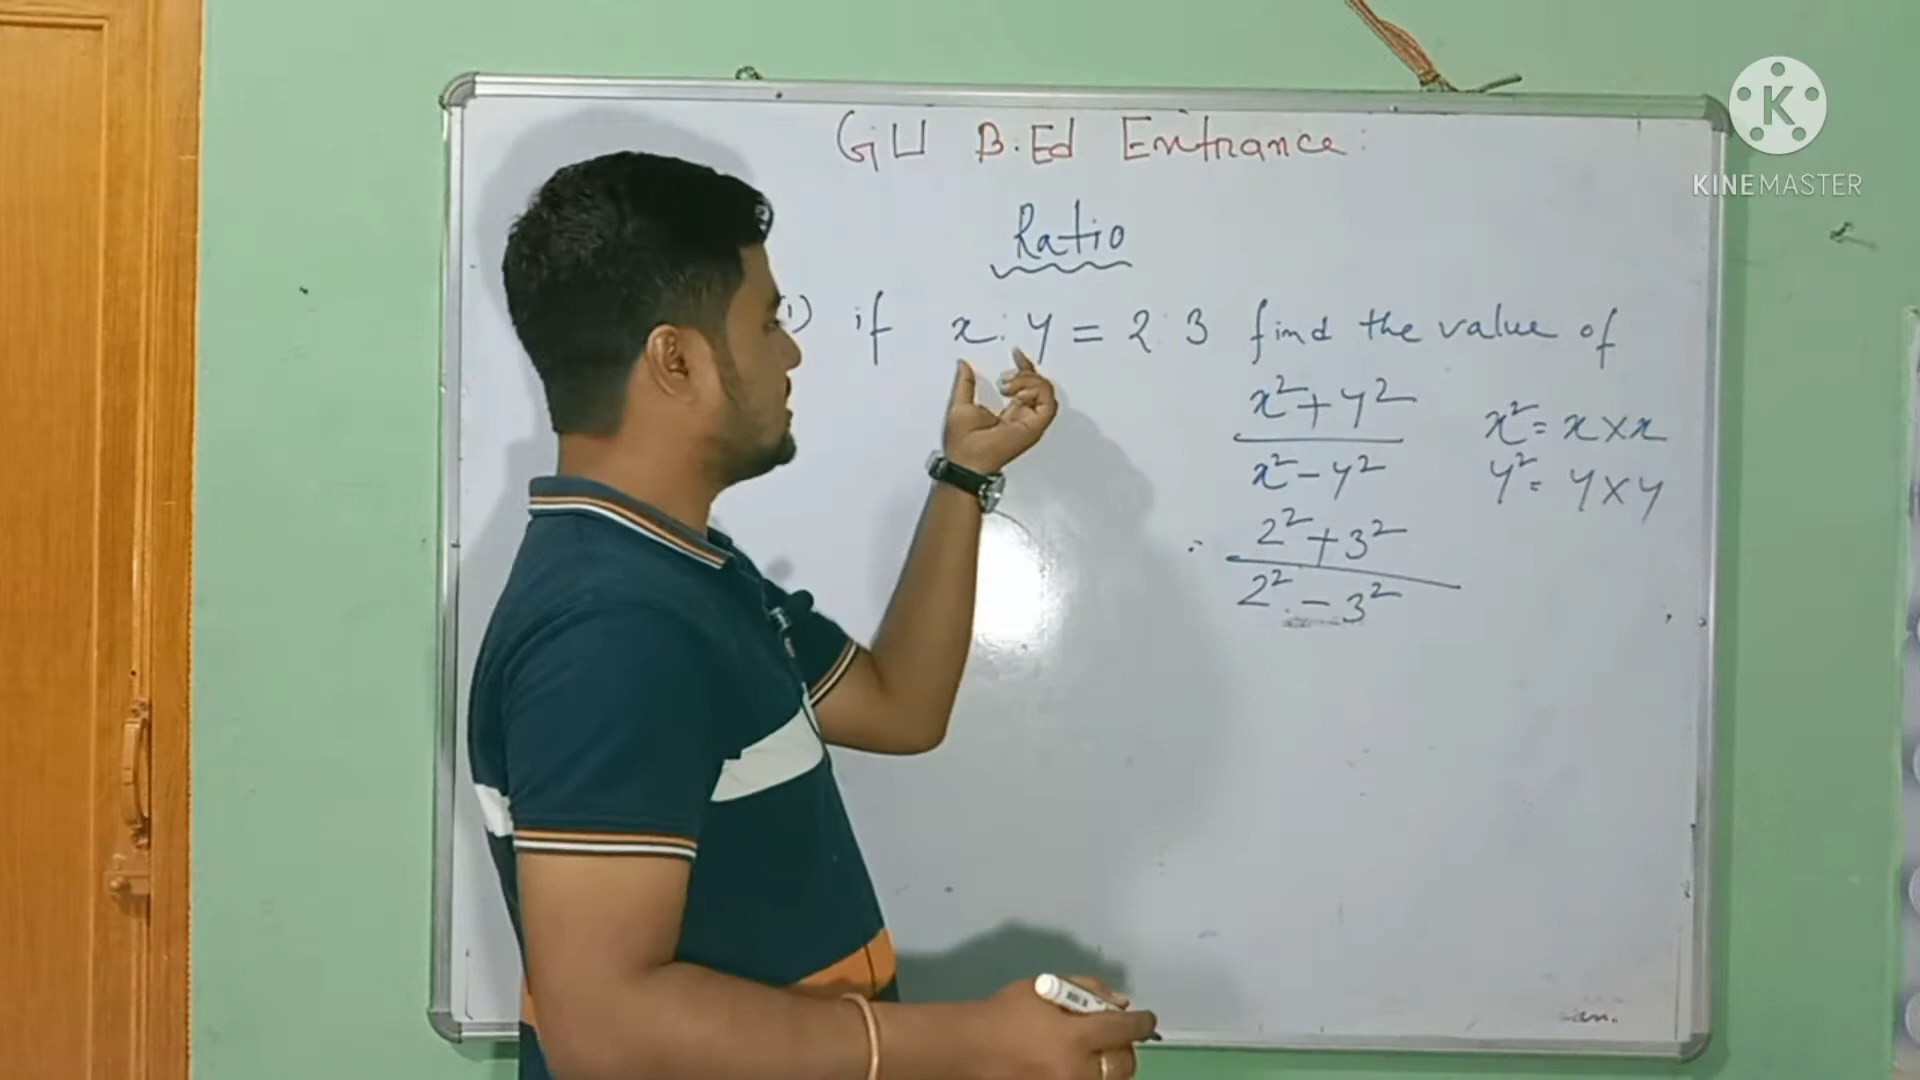 GU B.Ed Entrance:
Ratio
1) if x : y = 2 : 3 find the value of
x² + y²
x² - y²
x² = x × x
y² = y × y
∴ 2² + 3²
2² - 3²
K
KINEMASTER